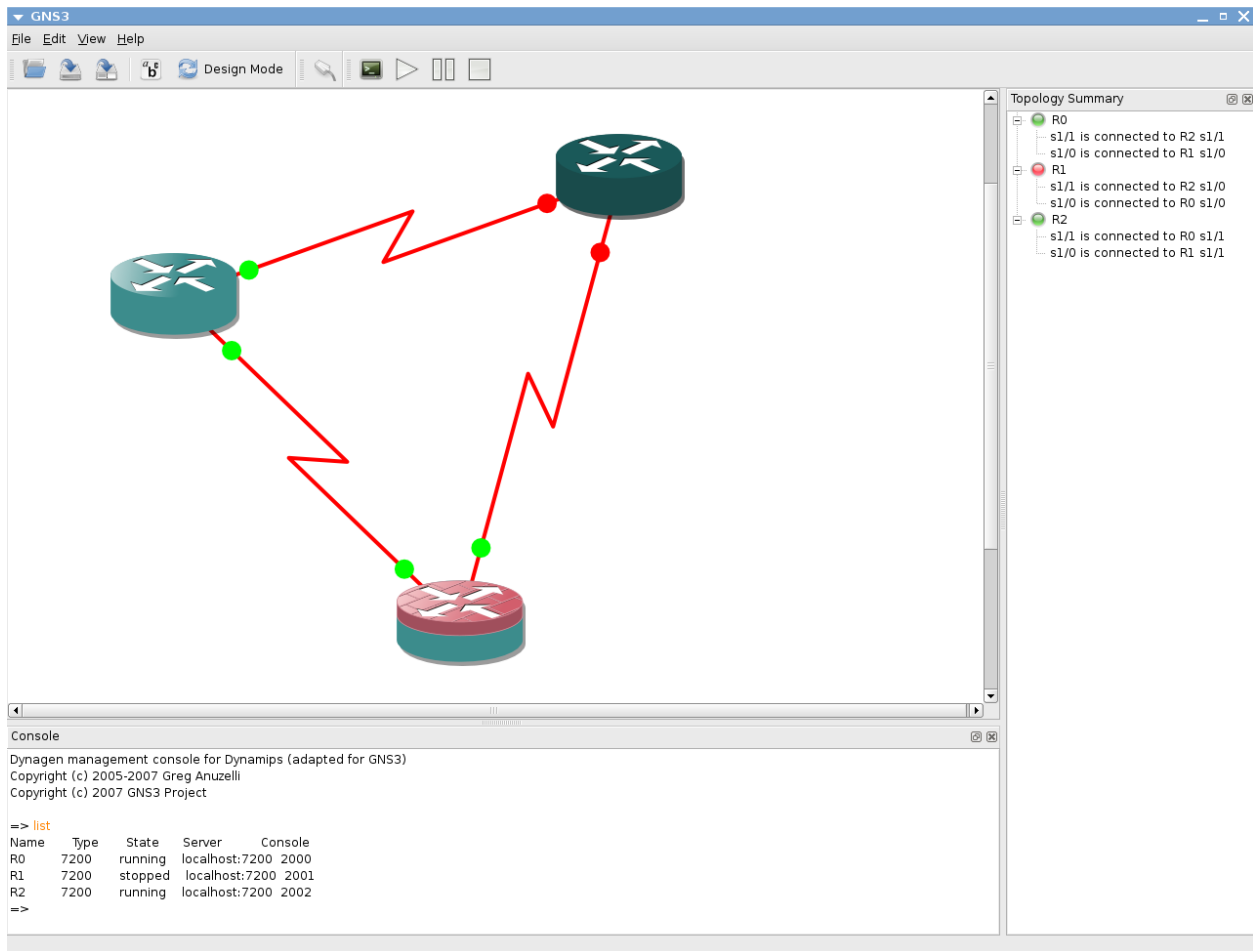 GNS3
File Edit View Help
Design Mode
Topology Summary
R0
s1/1 is connected to R2 s1/1
s1/0 is connected to R1 s1/0
R1
s1/1 is connected to R2 s1/0
s1/0 is connected to R0 s1/0
R2
s1/1 is connected to R0 s1/1
s1/0 is connected to R1 s1/1
Console
Dynagen management console for Dynamips (adapted for GNS3)
Copyright (c) 2005-2007 Greg Anuzelli
Copyright (c) 2007 GNS3 Project
=> list
Name Type State Server Console
R0 7200 running localhost:7200 2000
R1 7200 stopped localhost:7200 2001
R2 7200 running localhost:7200 2002
=>